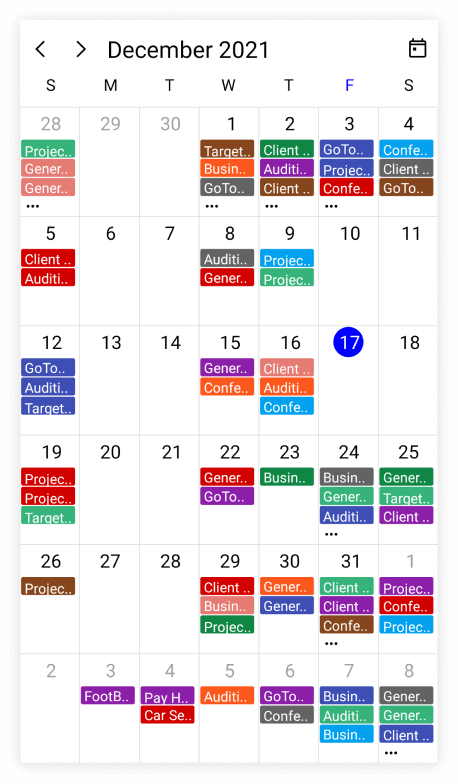 December 2021
S M T W T F S
28 29 30 1 2 3 4
Projec.. Target.. Client .. GoTo.. Confe..
Gener.. Busin.. Auditi.. Projec.. Client ..
Gener.. GoTo.. Client .. Confe.. GoTo..
... ... ... ...
5 6 7 8 9 10 11
Client .. Auditi.. Projec..
Auditi.. Gener.. Projec..
12 13 14 15 16 17 18
GoTo.. Gener.. Client ..
Auditi.. Confe.. Auditi..
Target.. Confe..
19 20 21 22 23 24 25
Projec.. Gener.. Busin.. Busin.. Gener..
Projec.. GoTo.. Gener.. Target..
Target.. Auditi.. Client ..
...
26 27 28 29 30 31 1
Projec.. Client .. Gener.. Client .. Projec..
Busin.. Gener.. Client .. Confe..
Projec.. Confe.. Projec..
...
2 3 4 5 6 7 8
FootB.. Pay H.. Auditi.. GoTo.. Busin.. Gener..
Car Se.. Confe.. Auditi.. Gener..
Busin.. Client ..
...